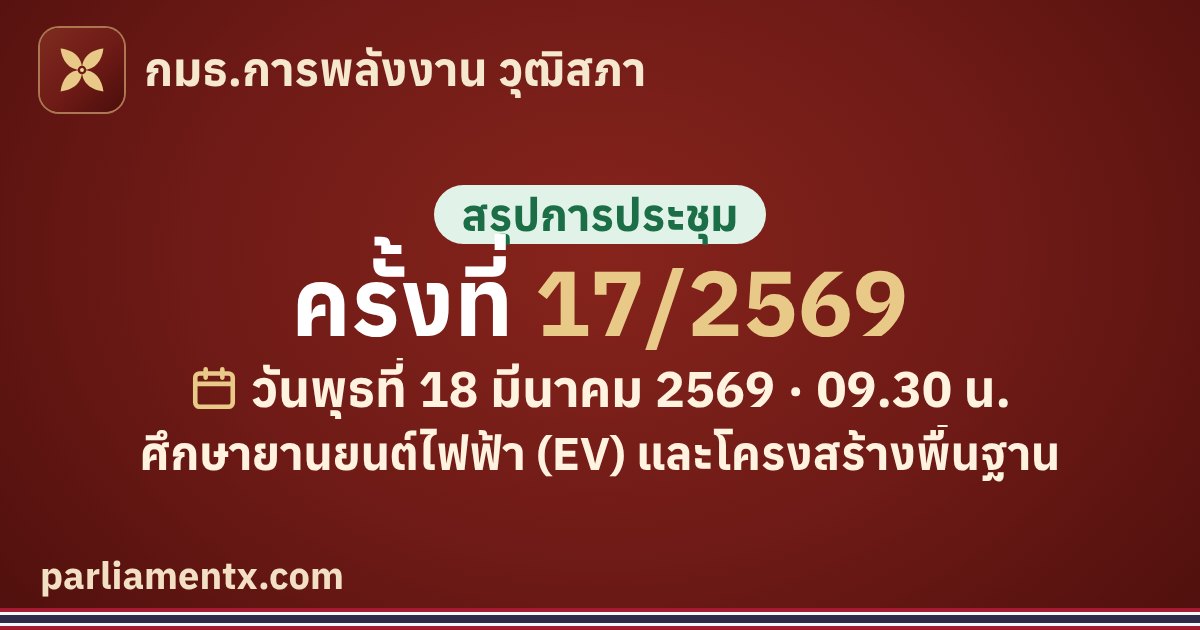 กมธ.การพลังงาน วุฒิสภา
สรุปการประชุม
ครั้งที่ 17/2569
วันพุธที่ 18 มีนาคม 2569 · 09.30 น.
ศึกษายานยนต์ไฟฟ้า (EV) และโครงสร้างพื้นฐาน
parliamentx.com